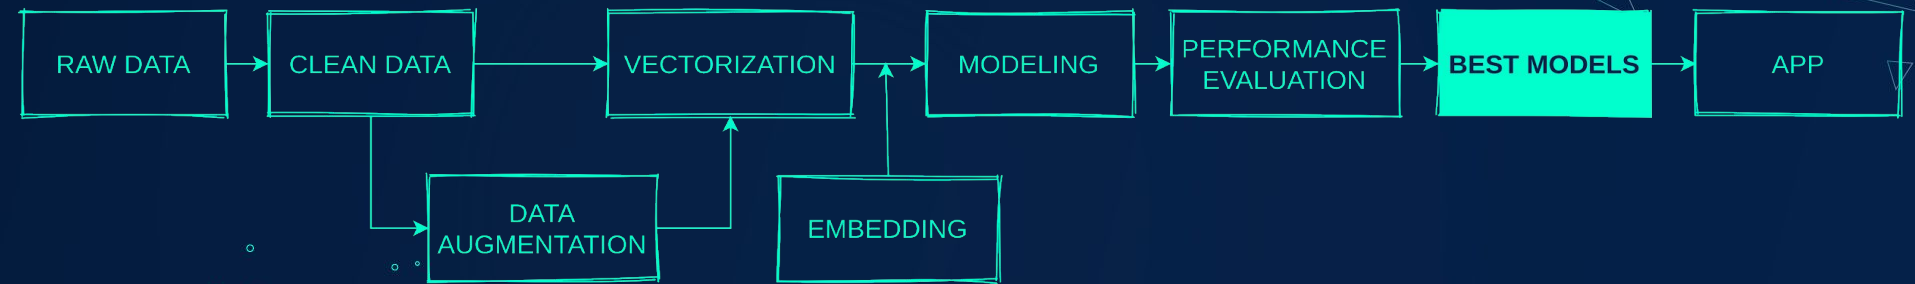 RAW DATA
CLEAN DATA
VECTORIZATION
MODELING
PERFORMANCE
EVALUATION
BEST MODELS
APP
DATA
AUGMENTATION
EMBEDDING